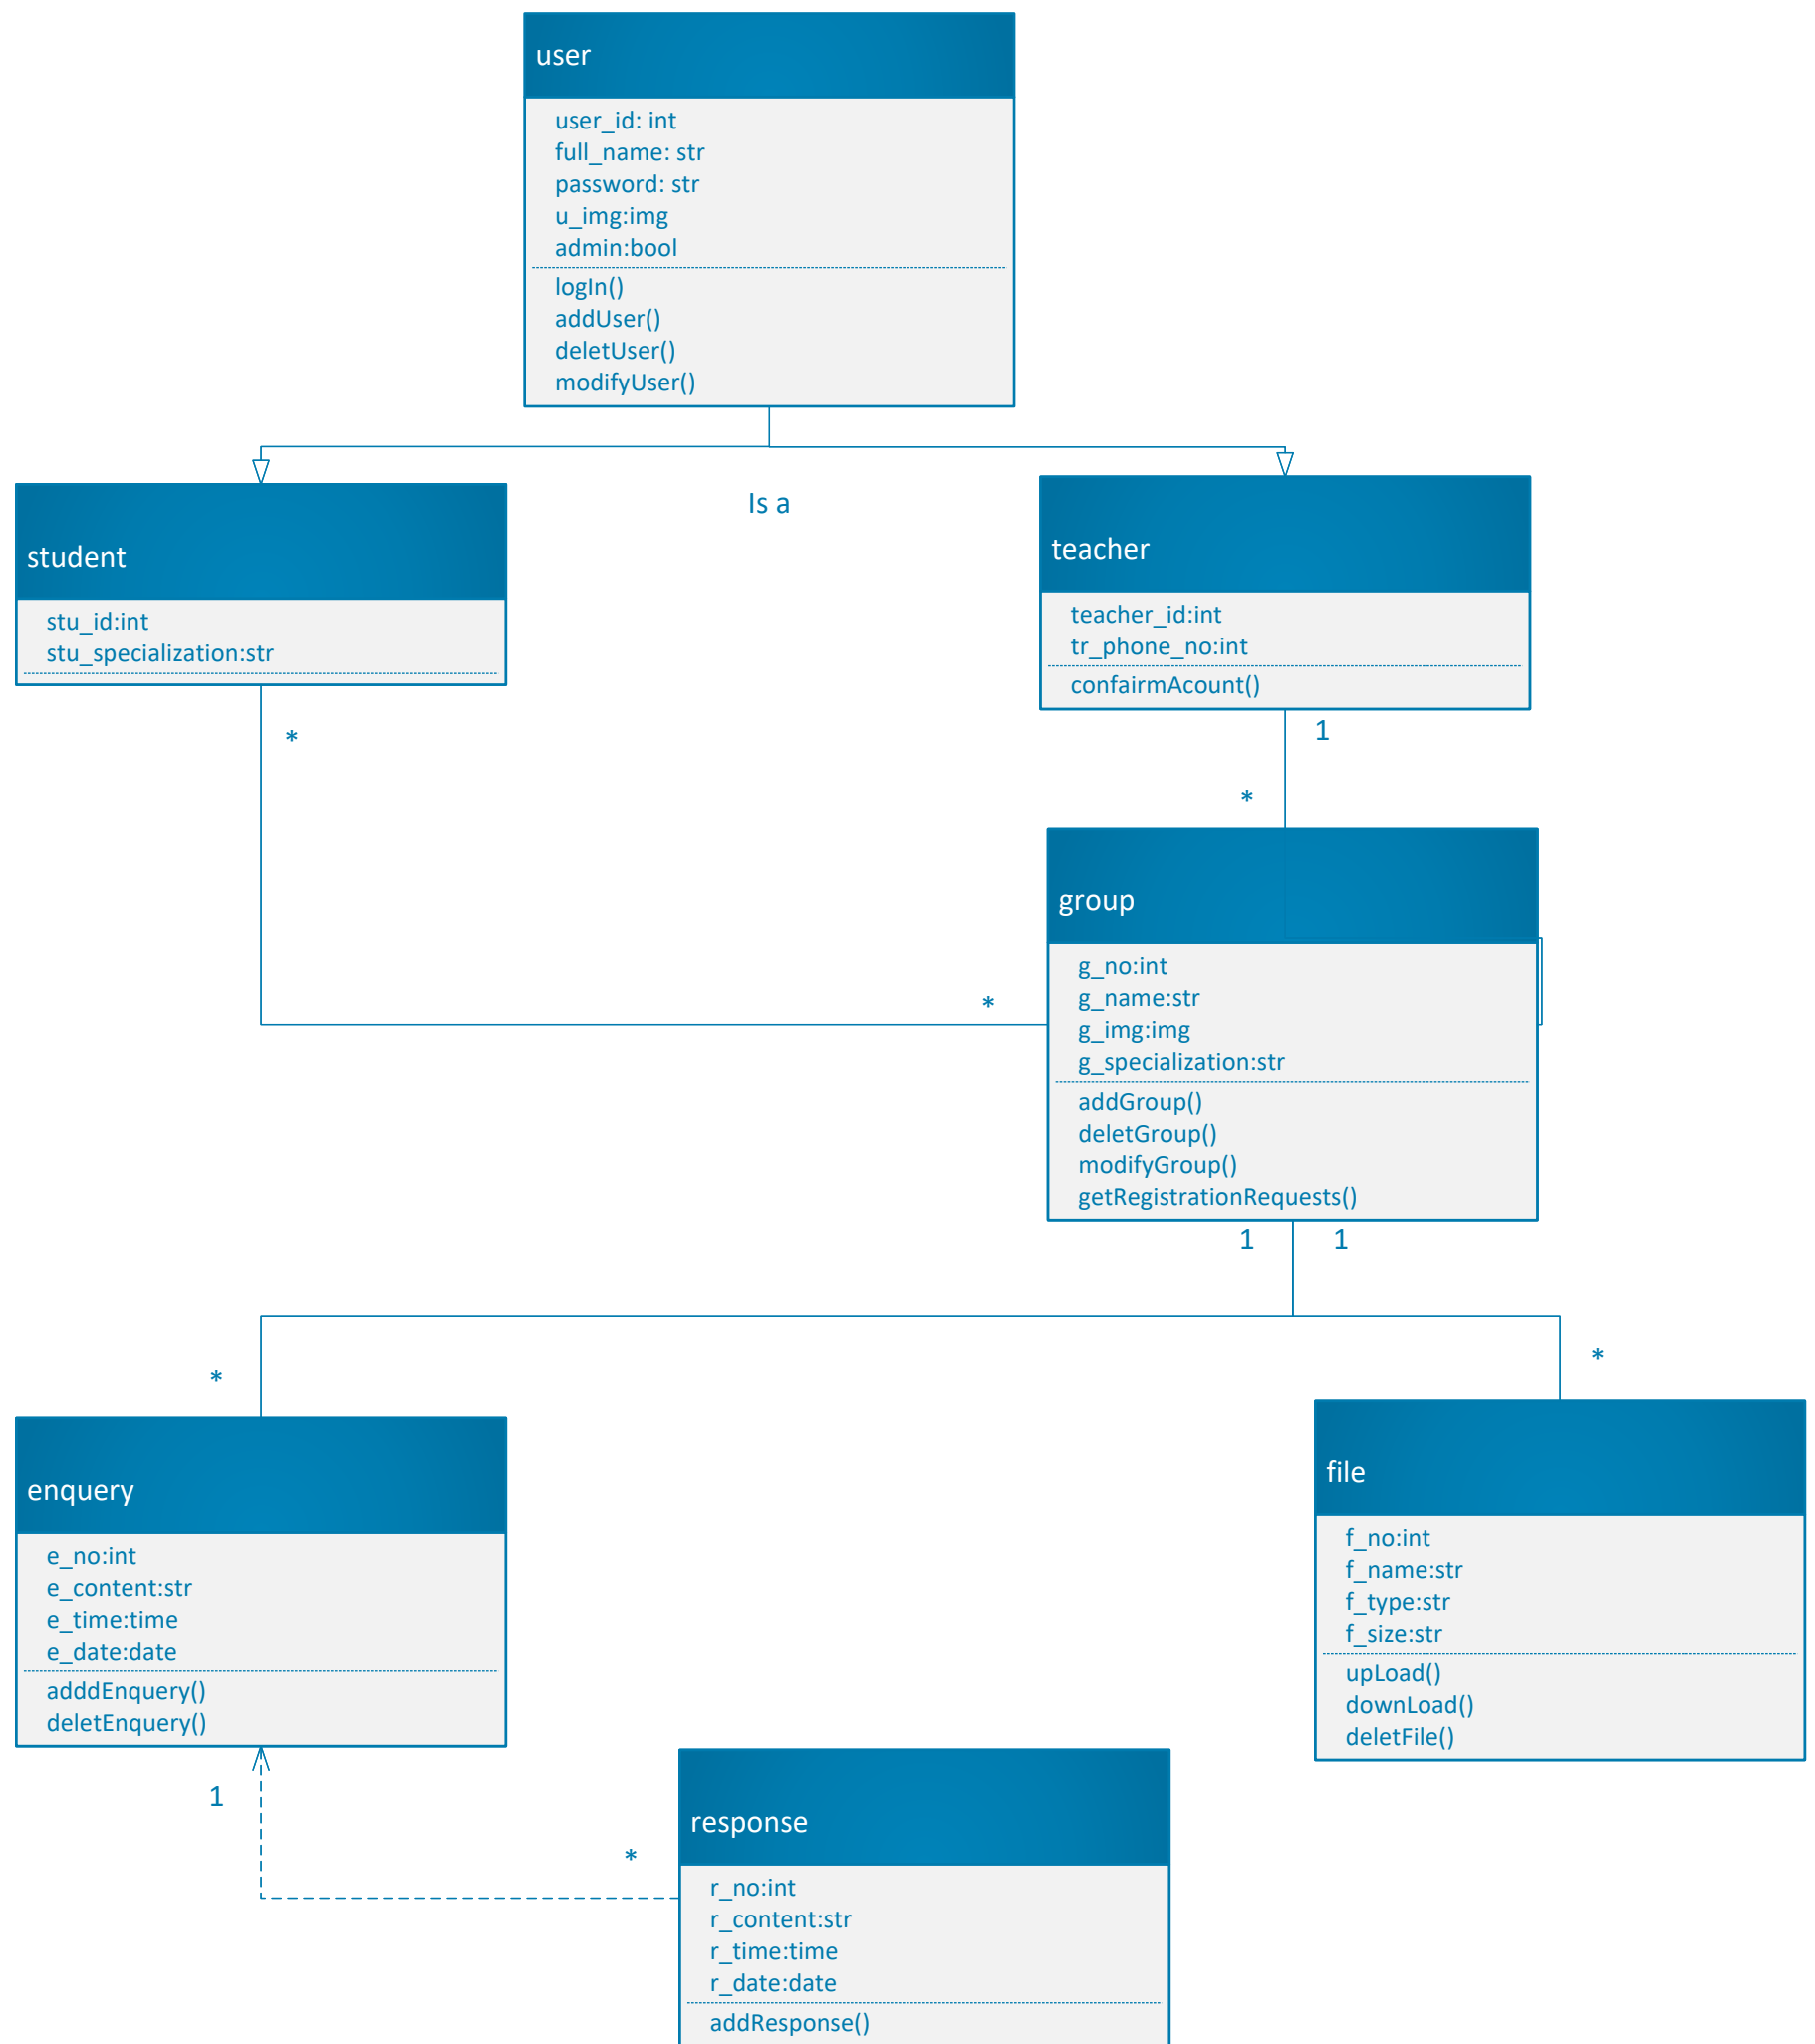 user
user_id: int
full_name: str
password: str
u_img:img
admin:bool
logIn()
addUser()
deletUser()
modifyUser()
Is a
student
stu_id:int
stu_specialization:str
*
teacher
teacher_id:int
tr_phone_no:int
confairmAcount()
1
*
*
group
g_no:int
g_name:str
g_img:img
g_specialization:str
addGroup()
deletGroup()
modifyGroup()
getRegistrationRequests()
1 1
*
*
enquery
e_no:int
e_content:str
e_time:time
e_date:date
adddEnquery()
deletEnquery()
file
f_no:int
f_name:str
f_type:str
f_size:str
upLoad()
downLoad()
deletFile()
1
*
response
r_no:int
r_content:str
r_time:time
r_date:date
addResponse()